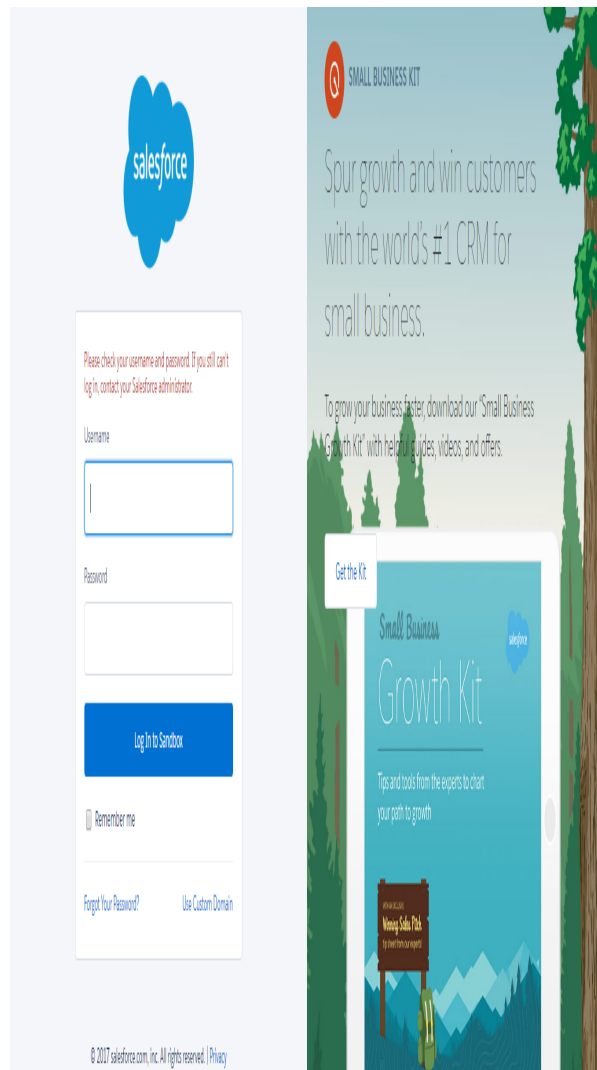 salesforce
Please check your username and password. If you still can't
log in, contact your Salesforce administrator.
Username
Password
Log In to Sandbox
Remember me
Forgot Your Password?
Use Custom Domain
© 2017 salesforce.com, inc. All rights reserved. | Privacy
SMALL BUSINESS KIT
Spur growth and win customers
with the world's #1 CRM for
small business.
To grow your business faster, download our "Small Business
Growth Kit" with helpful guides, videos, and offers.
Get the Kit
Small Business
salesforce
Growth Kit
Tips and tools from the experts to chart
your path to growth
Winning Sales Pitch
tip sheet from our experts!